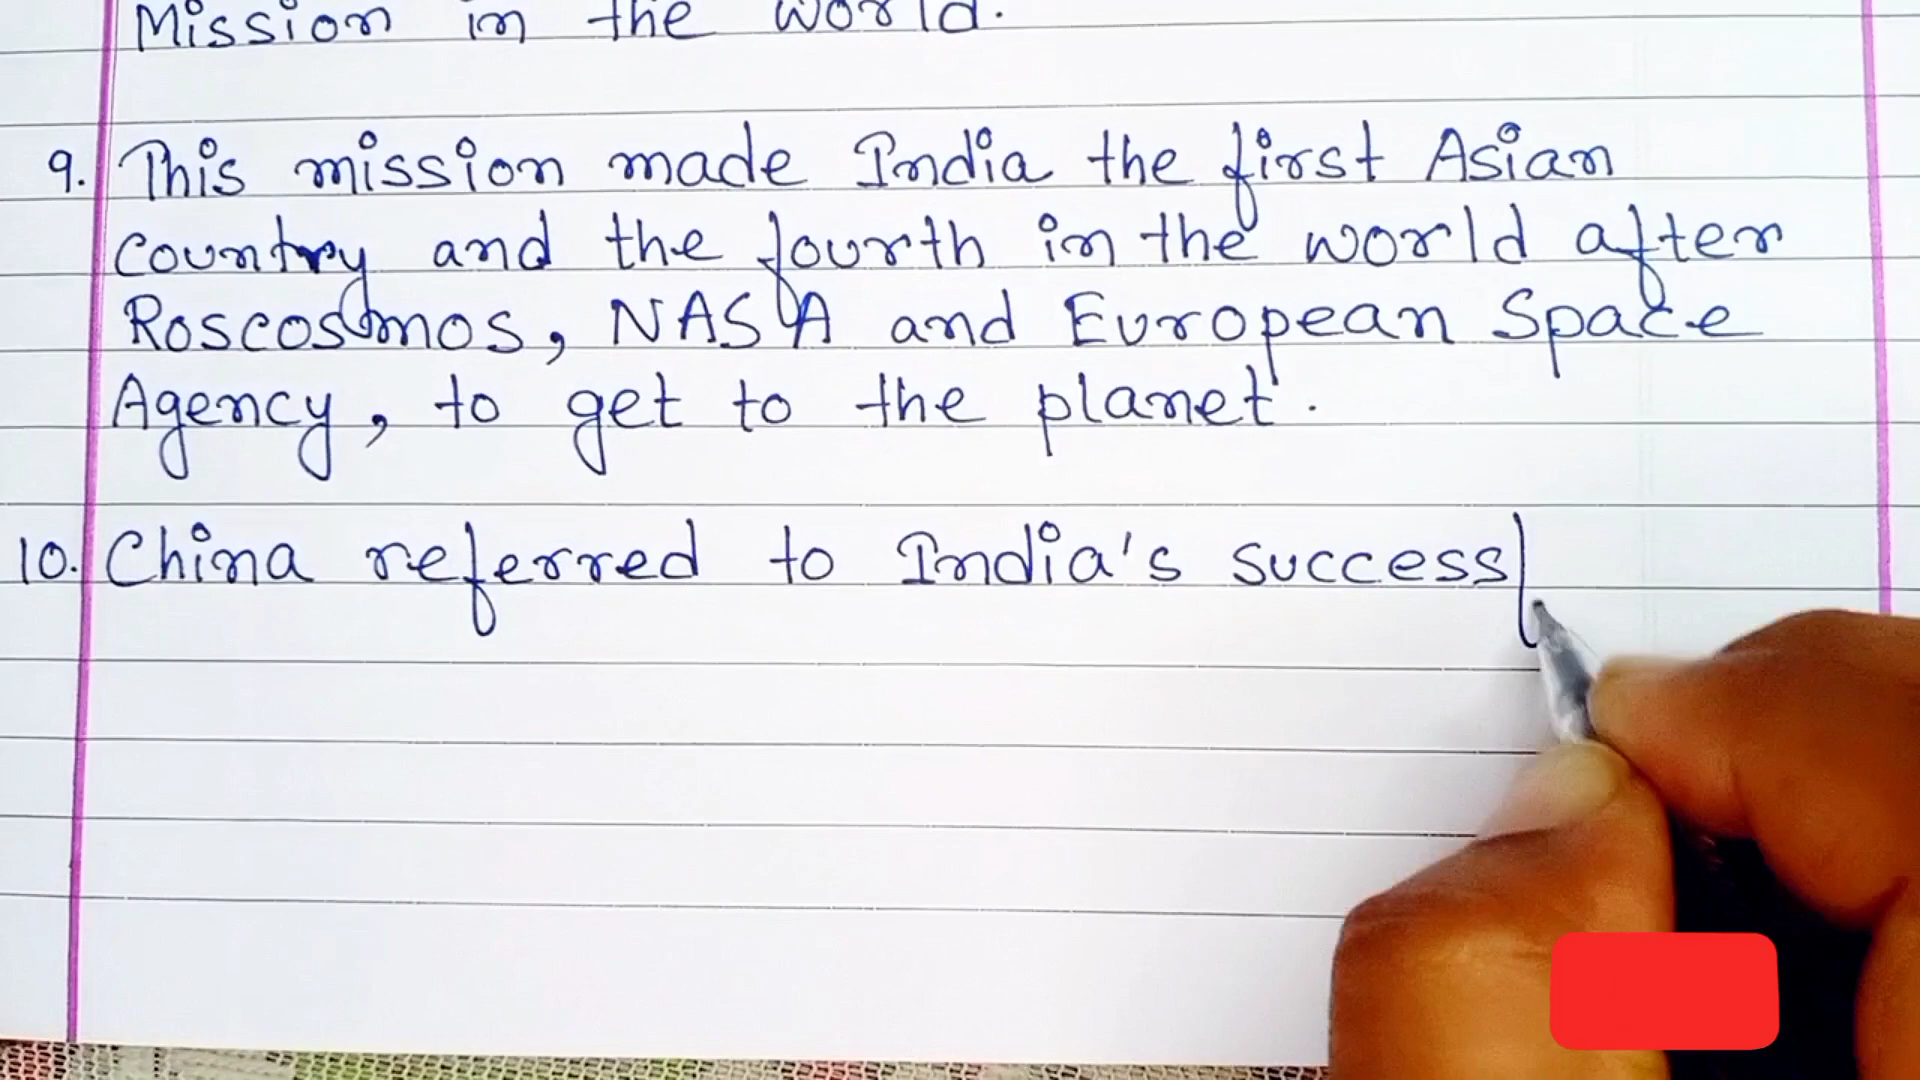 Mission in the world.
9. This mission made India the first Asian
country and the fourth in the world after
Roscosmos, NASA and European Space
Agency, to get to the planet.
10. China referred to India's success